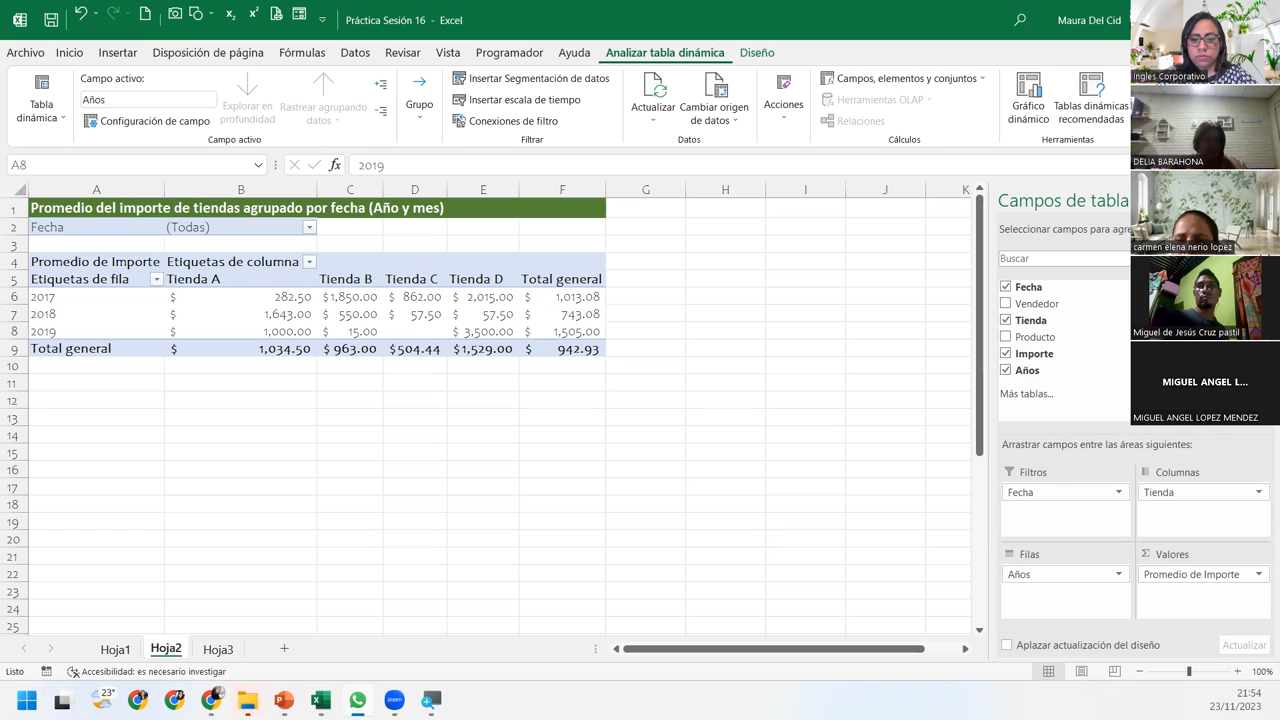 Práctica Sesión 16 - Excel
Maura Del Cid
Archivo Inicio Insertar Disposición de página Fórmulas Datos Revisar Vista Programador Ayuda Analizar tabla dinámica Diseño
Tabla dinámica
Campo activo:
Años
Configuración de campo
Explorar en profundidad
Rastrear agrupando datos
Campo activo
Grupo
Insertar Segmentación de datos
Insertar escala de tiempo
Conexiones de filtro
Filtrar
Actualizar
Cambiar origen de datos
Datos
Acciones
Campos, elementos y conjuntos
Herramientas OLAP
Relaciones
Cálculos
Gráfico dinámico
Tablas dinámicas recomendadas
Herramientas
A8
fx
2019
A B C D E F G H I J K
1 Promedio del importe de tiendas agrupado por fecha (Año y mes)
2 Fecha (Todas)
3
4 Promedio de Importe Etiquetas de columna
5 Etiquetas de fila Tienda A Tienda B Tienda C Tienda D Total general
6 2017 $ 282.50 $ 1,850.00 $ 862.00 $ 2,015.00 $ 1,013.08
7 2018 $ 1,643.00 $ 550.00 $ 57.50 $ 57.50 $ 743.08
8 2019 $ 1,000.00 $ 15.00 $ 3,500.00 $ 1,505.00
9 Total general $ 1,034.50 $ 963.00 $ 504.44 $ 1,529.00 $ 942.93
10
11
12
13
14
15
16
17
18
19
20
21
22
23
24
25
Campos de tabla
Seleccionar campos para agre
Buscar
Fecha
Vendedor
Tienda
Producto
Importe
Años
Más tablas...
Arrastrar campos entre las áreas siguientes:
Filtros
Columnas
Fecha
Tienda
Filas
Valores
Años
Promedio de Importe
Aplazar actualización del diseño
Actualizar
Ingles Corporativo
DELIA BARAHONA
carmen elena nerio lopez
Miguel de Jesús Cruz pastil
MIGUEL ANGEL L...
MIGUEL ANGEL LOPEZ MENDEZ
Hoja1 Hoja2 Hoja3
Listo
Accesibilidad: es necesario investigar
100%
23°
zoom
21:54
23/11/2023